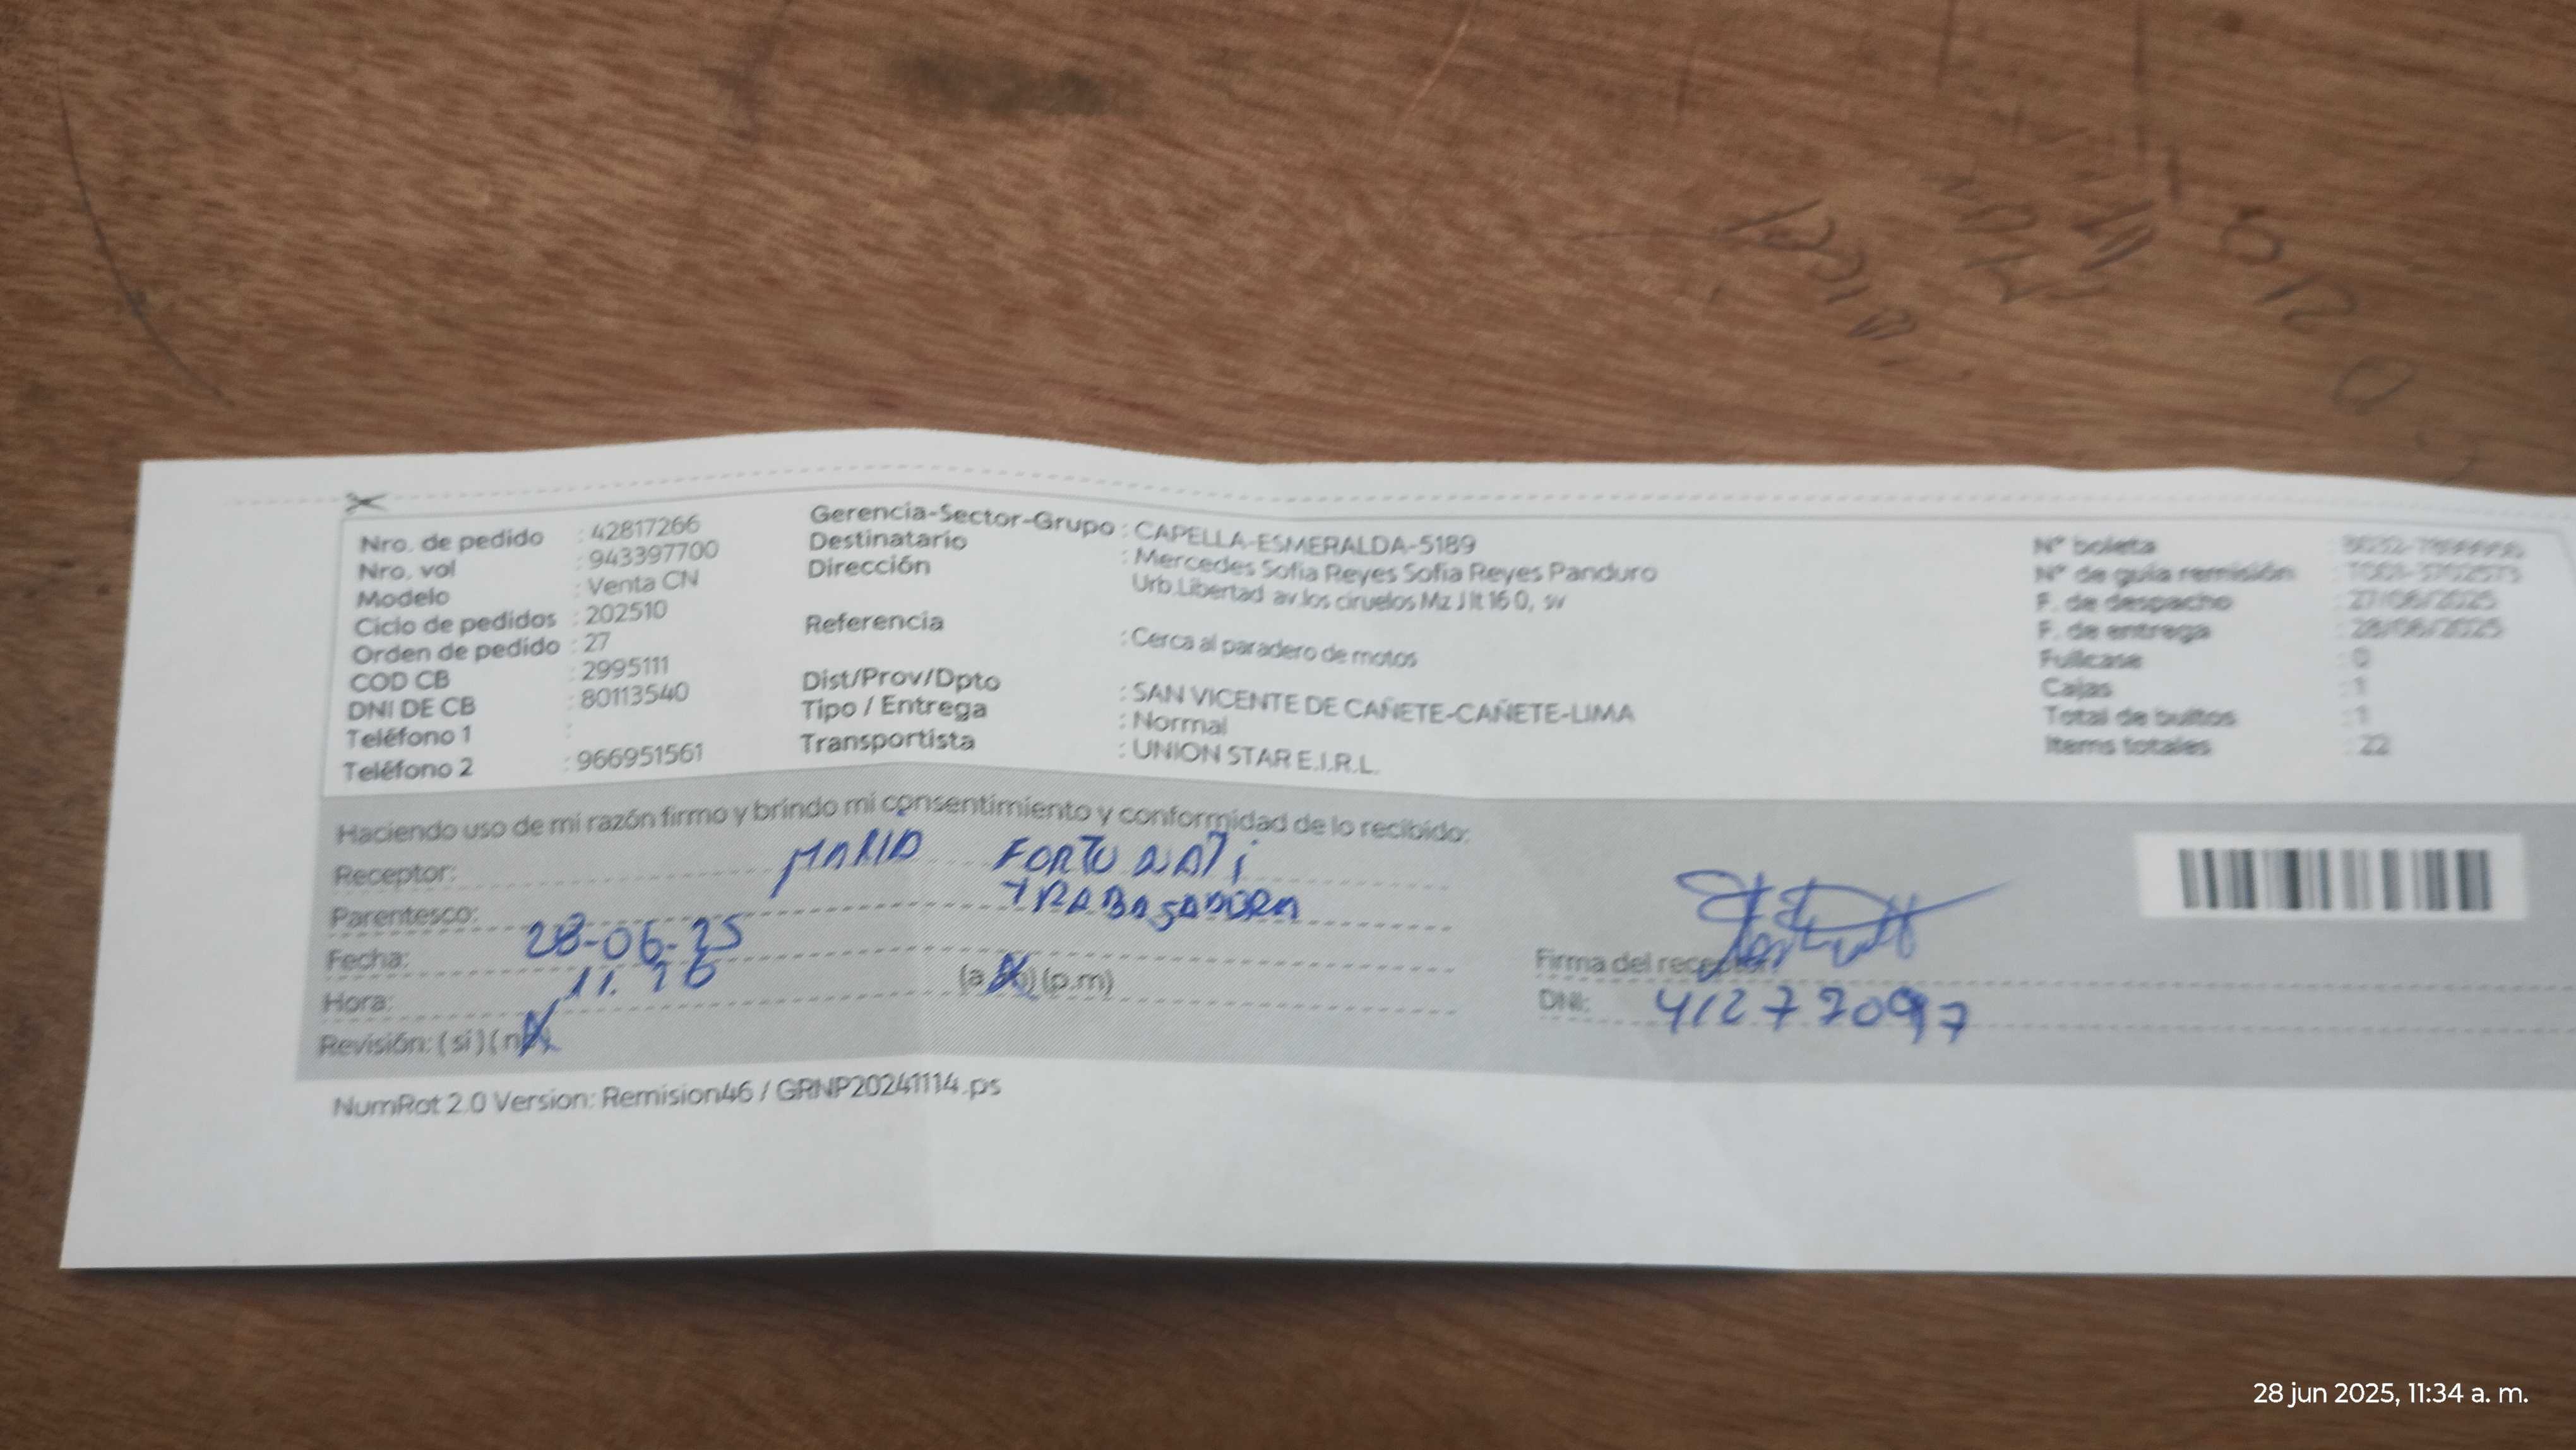 Nro. de pedido : 42817266
Nro. vol : 943397700
Modelo : Venta CN
Ciclo de pedidos : 202510
Orden de pedido : 27
COD CB : 2995111
DNI DE CB : 80113540
Teléfono 1 :
Teléfono 2 : 966951561
Gerencia-Sector-Grupo : CAPELLA-ESMERALDA-5189
Destinatario : Mercedes Sofia Reyes Sofia Reyes Panduro
Dirección Urb.Libertad av.los ciruelos Mz J lt 16 0, sv
Referencia : Cerca al paradero de motos
Dist/Prov/Dpto : SAN VICENTE DE CAÑETE-CAÑETE-LIMA
Tipo / Entrega : Normal
Transportista : UNION STAR E.I.R.L.
N° boleta
N° de guía remisión
F. de despacho : 27/06/2025
F. de entrega : 28/06/2025
Fullcase : 0
Cajas : 1
Total de bultos : 1
Items totales : 22
Haciendo uso de mi razón firmo y brindo mi consentimiento y conformidad de lo recibido:
Receptor: MARIA
Parentesco: TRABAJADORA
Fecha: 28-06-25
Hora: 11. (a.m) (p.m)
Revisión: ( si ) ( no )
Firma del receptor:
DNI:
NumRot 2.0 Version: Remision46 / GRNP20241114.ps
28 jun 2025, 11:34 a. m.